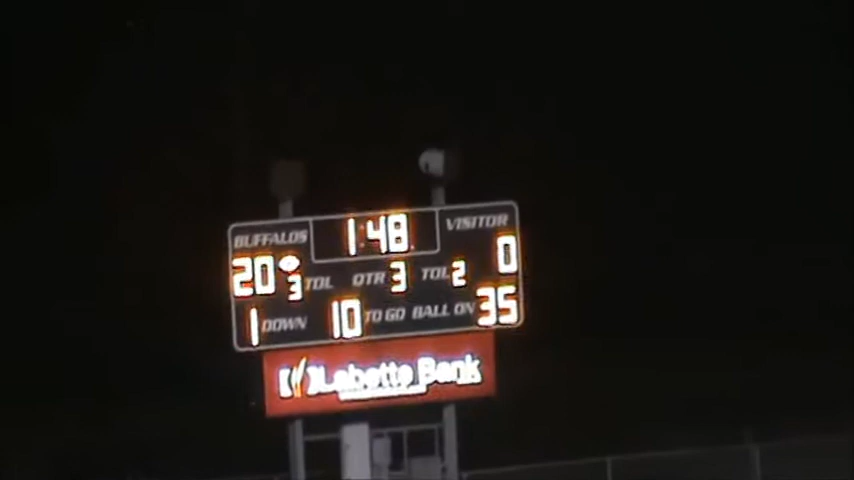 BUFFALOS 1:48 VISITOR
20 3 TOL QTR 3 TOL 2 0
1 DOWN 10 TO GO BALL ON 35
Labette Bank